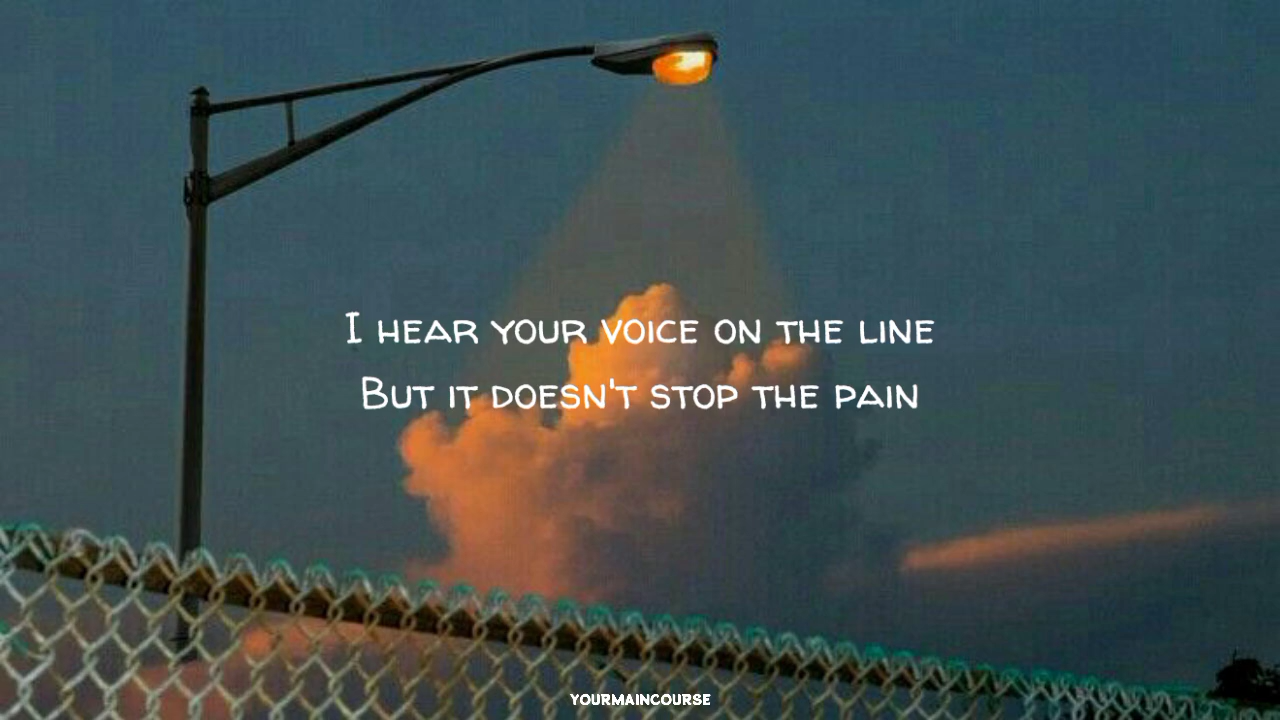 I hear your voice on the line
But it doesn't stop the pain
YOURMAINCOURSE